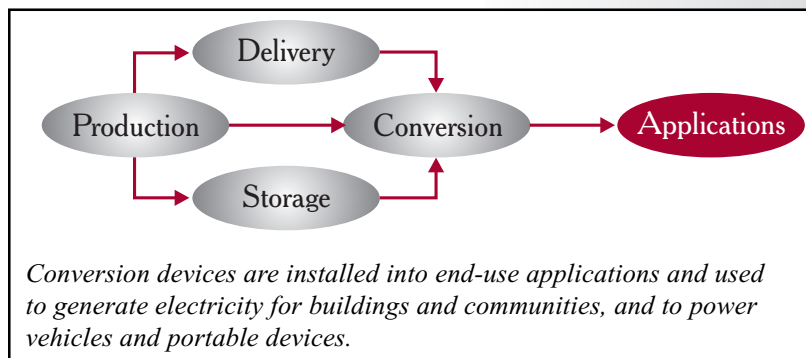 Delivery
Production
Conversion
Applications
Storage
Conversion devices are installed into end-use applications and used
to generate electricity for buildings and communities, and to power
vehicles and portable devices.